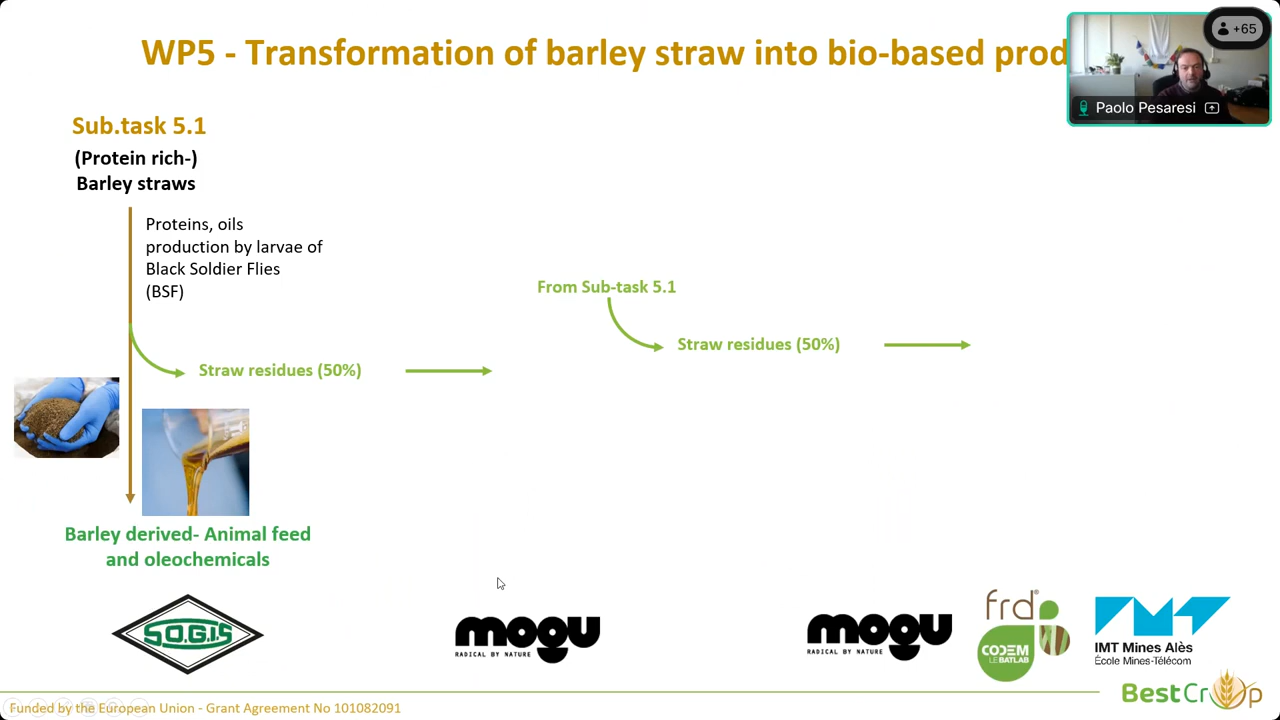 WP5 - Transformation of barley straw into bio-based prod
+65
Paolo Pesaresi
Sub.task 5.1
(Protein rich-)
Barley straws
Proteins, oils
production by larvae of
Black Soldier Flies
(BSF)
From Sub-task 5.1
Straw residues (50%)
Straw residues (50%)
Barley derived- Animal feed
and oleochemicals
S.O.G.I.S
mogu
RADICAL BY NATURE
mogu
RADICAL BY NATURE
frd
CODEM
LE BATLAB
IMT Mines Alès
École Mines-Télécom
BestCrop
Funded by the European Union - Grant Agreement No 101082091